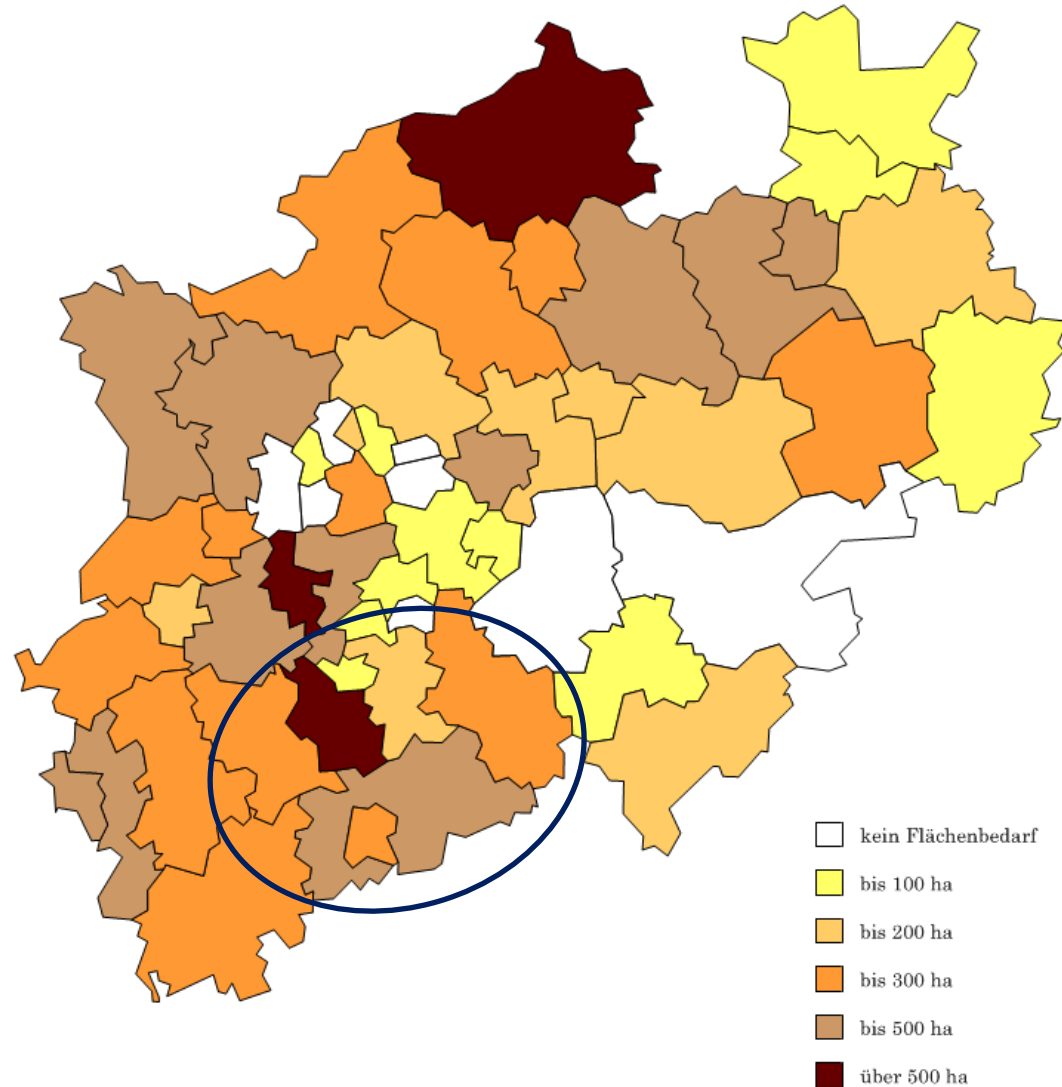 kein Flächenbedarf
bis 100 ha
bis 200 ha
bis 300 ha
bis 500 ha
über 500 ha